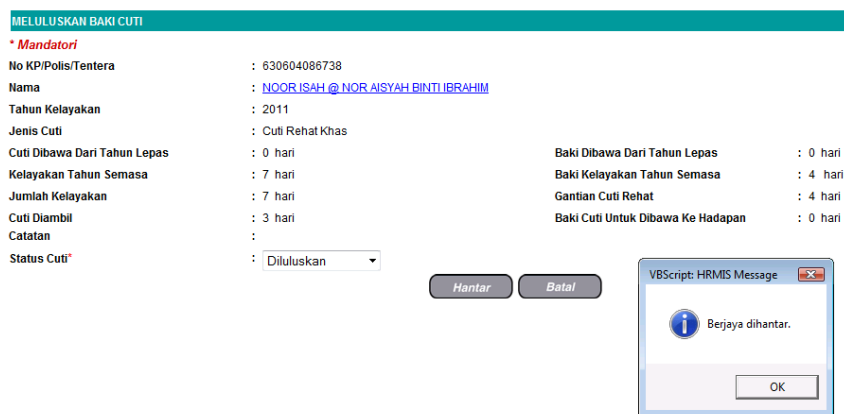 MELULUSKAN BAKI CUTI
* Mandatori
No KP/Polis/Tentera : 630604086738
Nama : NOOR ISAH @ NOR AISYAH BINTI IBRAHIM
Tahun Kelayakan : 2011
Jenis Cuti : Cuti Rehat Khas
Cuti Dibawa Dari Tahun Lepas : 0 hari Baki Dibawa Dari Tahun Lepas : 0 hari
Kelayakan Tahun Semasa : 7 hari Baki Kelayakan Tahun Semasa : 4 hari
Jumlah Kelayakan : 7 hari Gantian Cuti Rehat : 4 hari
Cuti Diambil : 3 hari Baki Cuti Untuk Dibawa Ke Hadapan : 0 hari
Catatan :
Status Cuti* : Diluluskan
Hantar Batal
VBScript: HRMIS Message
Berjaya dihantar.
OK